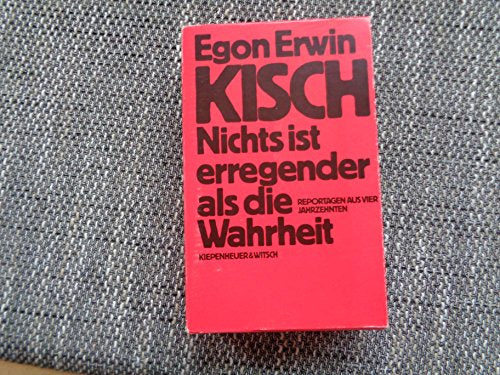 Egon Erwin
KISCH
Nichts ist
erregender
als die
REPORTAGEN AUS VIER
JAHRZEHNTEN
Wahrheit
KIEPENHEUER&WITSCH